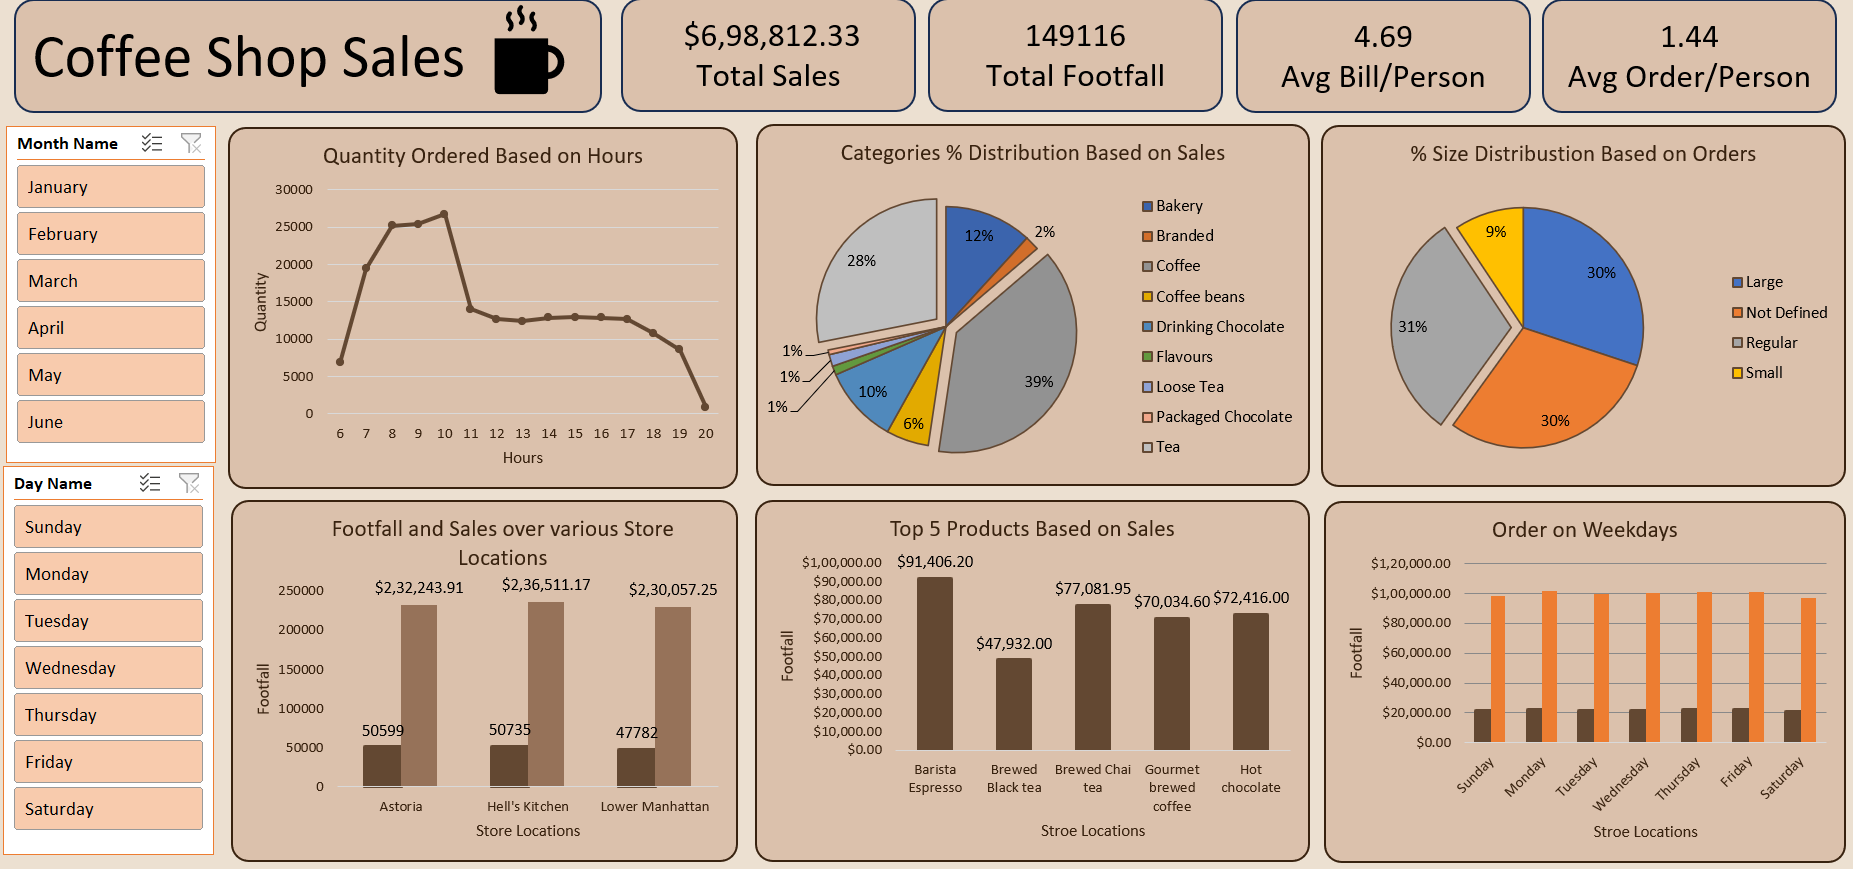 Coffee Shop Sales
$6,98,812.33
Total Sales
149116
Total Footfall
4.69
Avg Bill/Person
1.44
Avg Order/Person
Month Name
January
February
March
April
May
June
Day Name
Sunday
Monday
Tuesday
Wednesday
Thursday
Friday
Saturday
Quantity Ordered Based on Hours
Quantity
30000
25000
20000
15000
10000
5000
0
6 7 8 9 10 11 12 13 14 15 16 17 18 19 20
Hours
Categories % Distribution Based on Sales
12%
2%
39%
6%
10%
1%
1%
1%
28%
Bakery
Branded
Coffee
Coffee beans
Drinking Chocolate
Flavours
Loose Tea
Packaged Chocolate
Tea
% Size Distribustion Based on Orders
30%
30%
31%
9%
Large
Not Defined
Regular
Small
Footfall and Sales over various Store
Locations
Footfall
250000
200000
150000
100000
50000
0
$2,32,243.91
$2,36,511.17
$2,30,057.25
50599
50735
47782
Astoria
Hell's Kitchen
Lower Manhattan
Store Locations
Top 5 Products Based on Sales
Footfall
$1,00,000.00
$90,000.00
$80,000.00
$70,000.00
$60,000.00
$50,000.00
$40,000.00
$30,000.00
$20,000.00
$10,000.00
$0.00
$91,406.20
$47,932.00
$77,081.95
$70,034.60
$72,416.00
Barista
Espresso
Brewed
Black tea
Brewed Chai
tea
Gourmet
brewed
coffee
Hot
chocolate
Stroe Locations
Order on Weekdays
Footfall
$1,20,000.00
$1,00,000.00
$80,000.00
$60,000.00
$40,000.00
$20,000.00
$0.00
Sunday
Monday
Tuesday
Wednesday
Thursday
Friday
Saturday
Stroe Locations